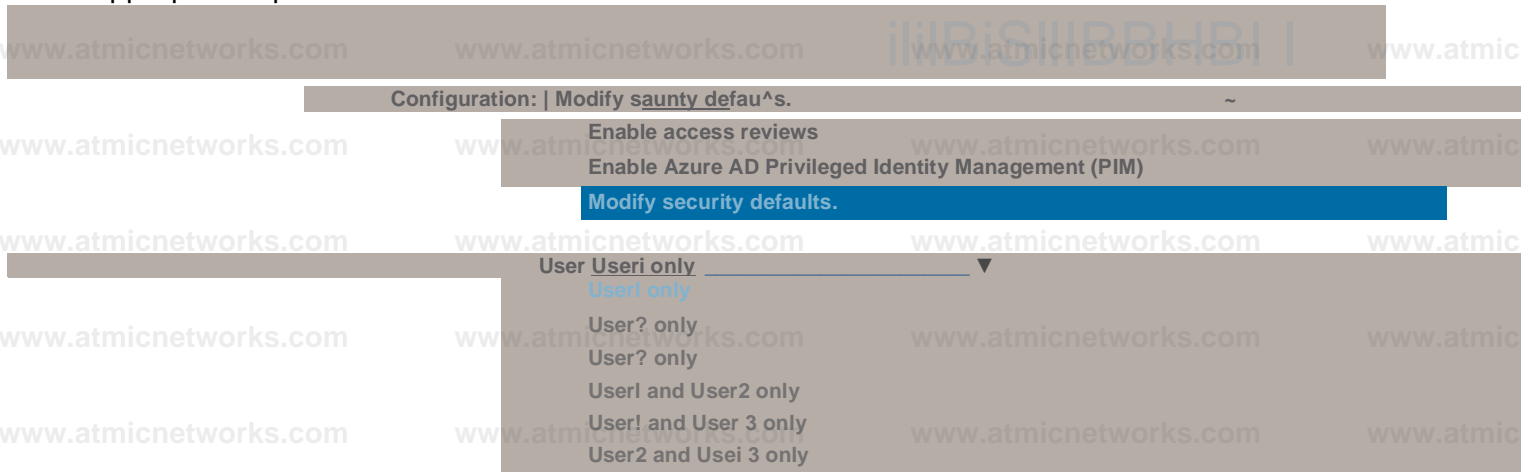 www.atmicnetworks.com www.atmicnetworks.com www.atmicnetworks.com www.atmic
Configuration: | Modify saunty defau^s. ~
Enable access reviews
www.atmicnetworks.com www.atmicnetworks.com www.atmicnetworks.com www.atmic
Enable Azure AD Privileged Identity Management (PIM)
Modify security defaults.
www.atmicnetworks.com www.atmicnetworks.com www.atmicnetworks.com www.atmic
User Useri only ▼
UserI only
User? only
www.atmicnetworks.com www.atmicnetworks.com www.atmicnetworks.com www.atmic
User? only
UserI and User2 only
User! and User 3 only
www.atmicnetworks.com www.atmicnetworks.com www.atmicnetworks.com www.atmic
User2 and Usei 3 only